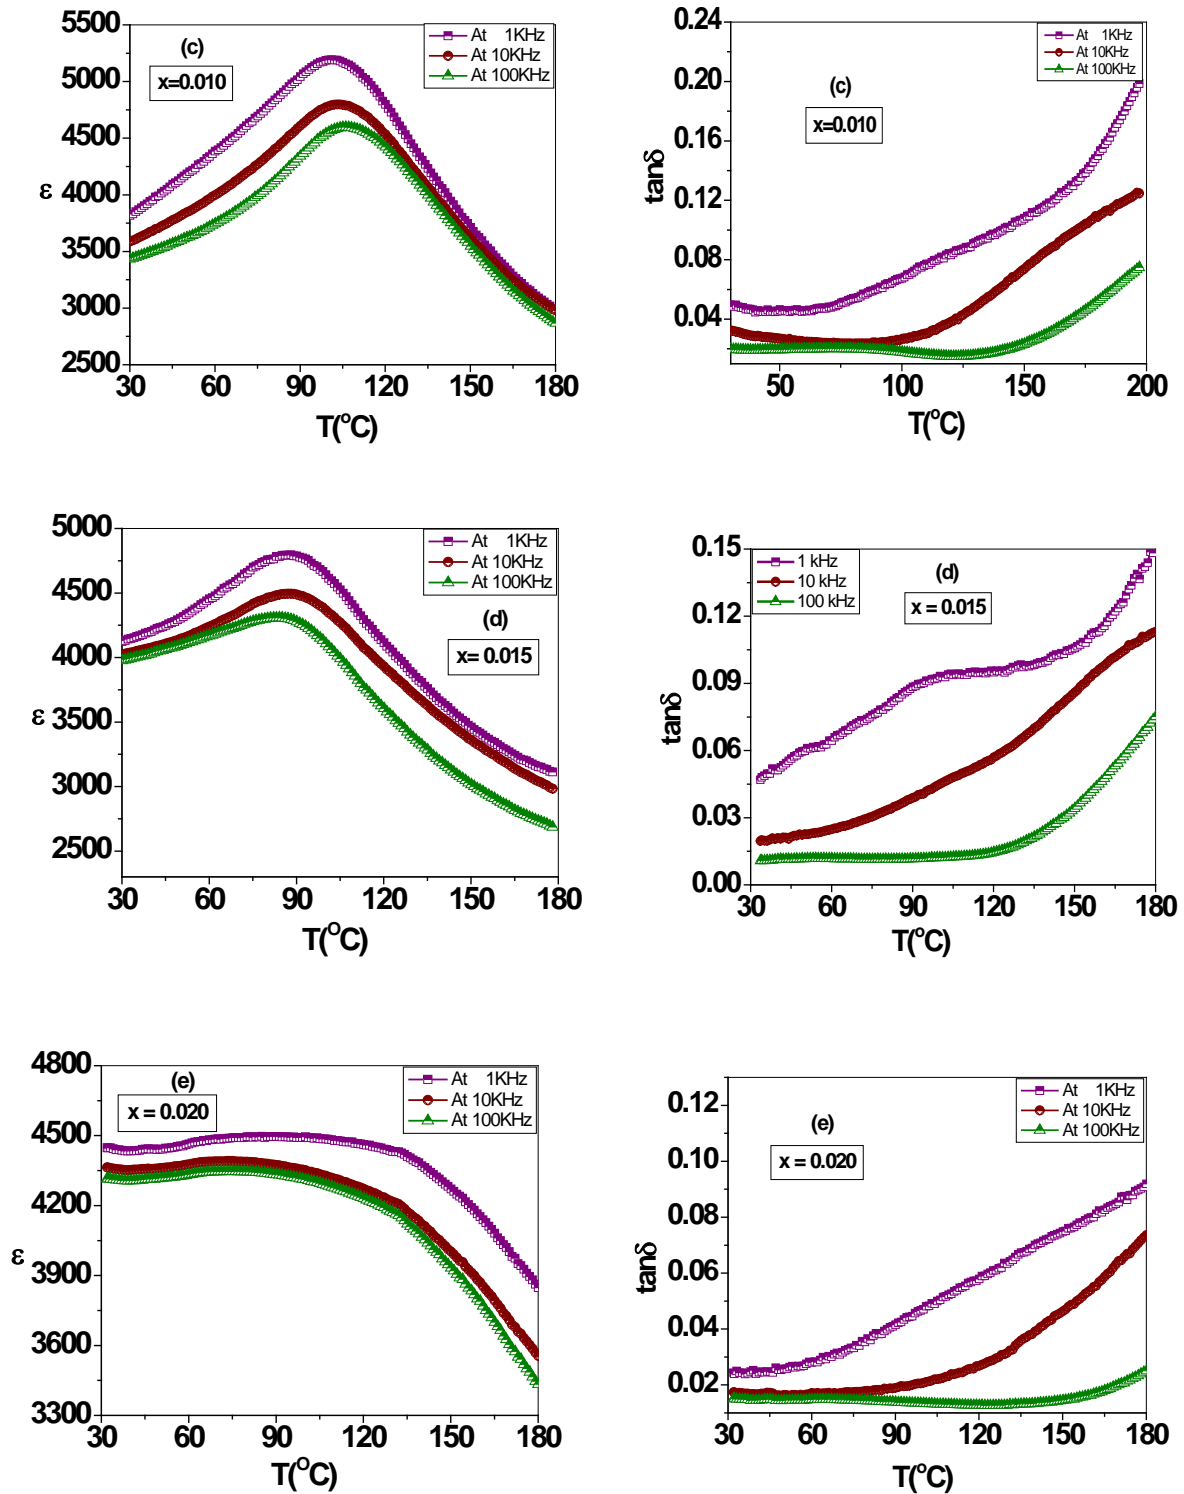 5500
5000
4500
4000
3500
3000
2500
ε
(c)
x=0.010
At 1KHz
At 10KHz
At 100KHz
30 60 90 120 150 180
T(°C)
0.24
0.20
0.16
0.12
0.08
0.04
tanδ
(c)
x=0.010
At 1KHz
At 10KHz
At 100KHz
50 100 150 200
T(°C)
5000
4500
4000
3500
3000
2500
ε
At 1KHz
At 10KHz
At 100KHz
(d)
x= 0.015
30 60 90 120 150 180
T(°C)
0.15
0.12
0.09
0.06
0.03
0.00
tanδ
1 kHz
10 kHz
100 kHz
(d)
x = 0.015
30 60 90 120 150 180
T(°C)
4800
4500
4200
3900
3600
3300
ε
(e)
x = 0.020
At 1KHz
At 10KHz
At 100KHz
30 60 90 120 150 180
T(°C)
0.12
0.10
0.08
0.06
0.04
0.02
tanδ
At 1KHz
At 10KHz
At 100KHz
(e)
x = 0.020
30 60 90 120 150 180
T(°C)